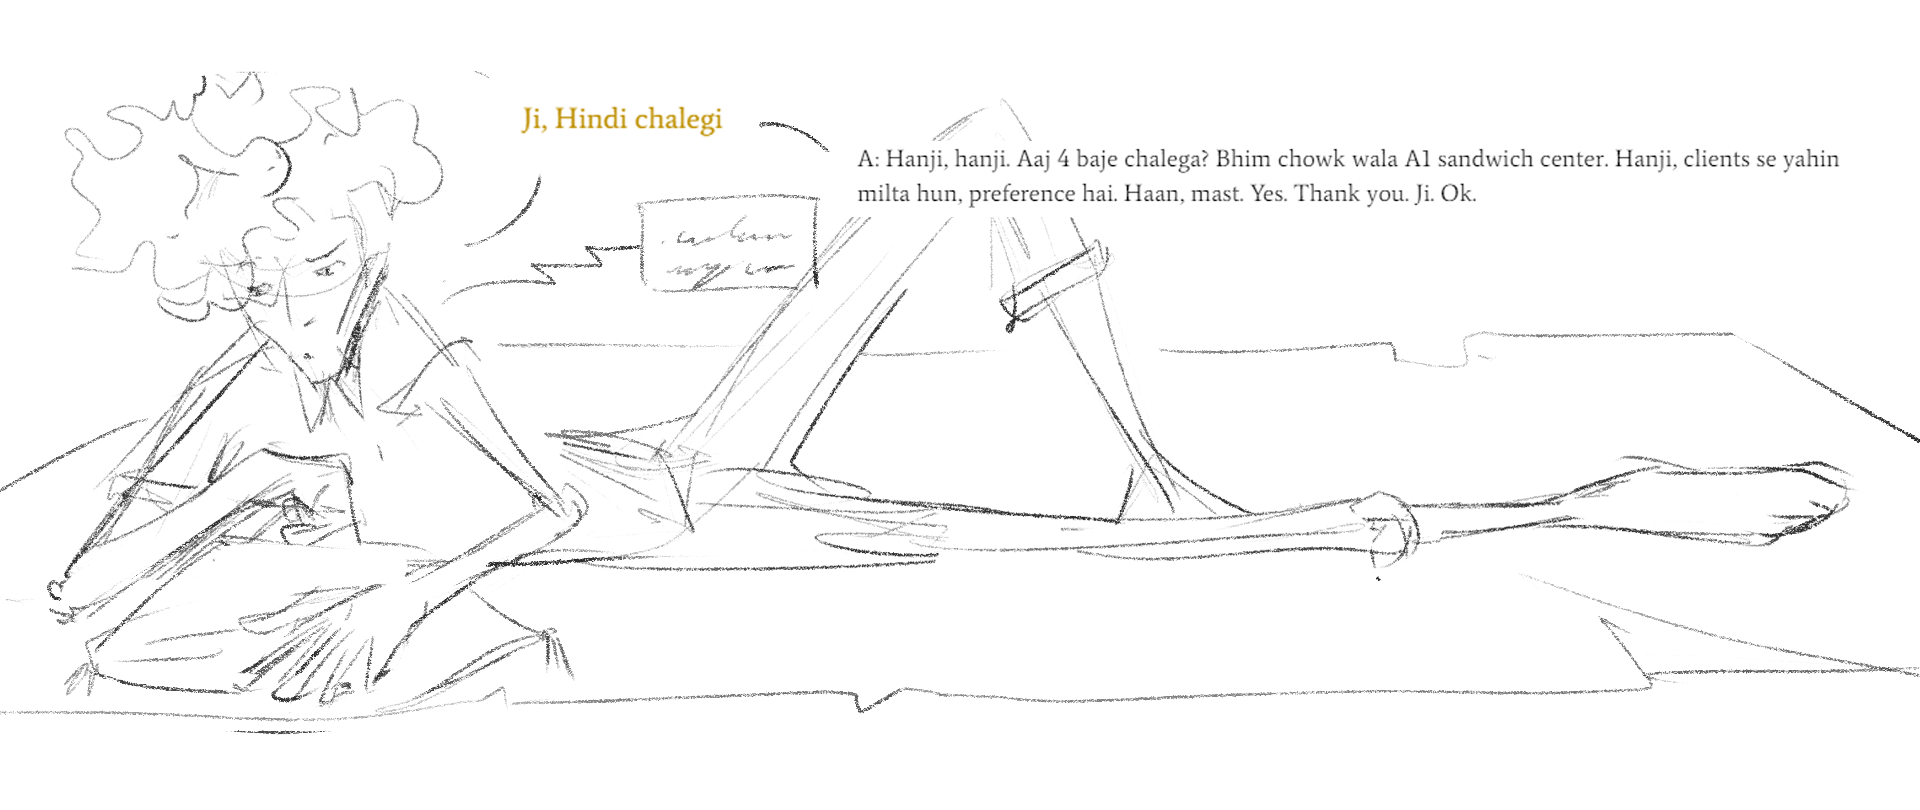 Ji, Hindi chalegi
A: Hanji, hanji. Aaj 4 baje chalega? Bhim chowk wala A1 sandwich center. Hanji, clients se yahin
milta hun, preference hai. Haan, mast. Yes. Thank you. Ji. Ok.